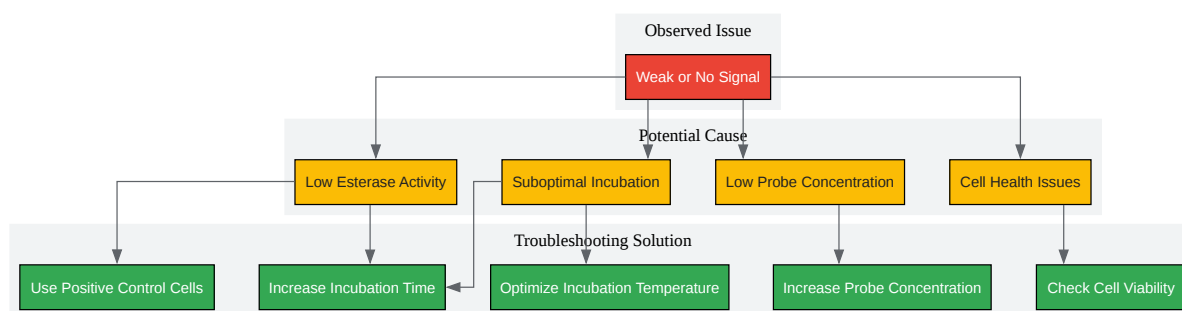 Observed Issue
Weak or No Signal
Potential Cause
Low Esterase Activity
Suboptimal Incubation
Low Probe Concentration
Cell Health Issues
Troubleshooting Solution
Use Positive Control Cells
Increase Incubation Time
Optimize Incubation Temperature
Increase Probe Concentration
Check Cell Viability